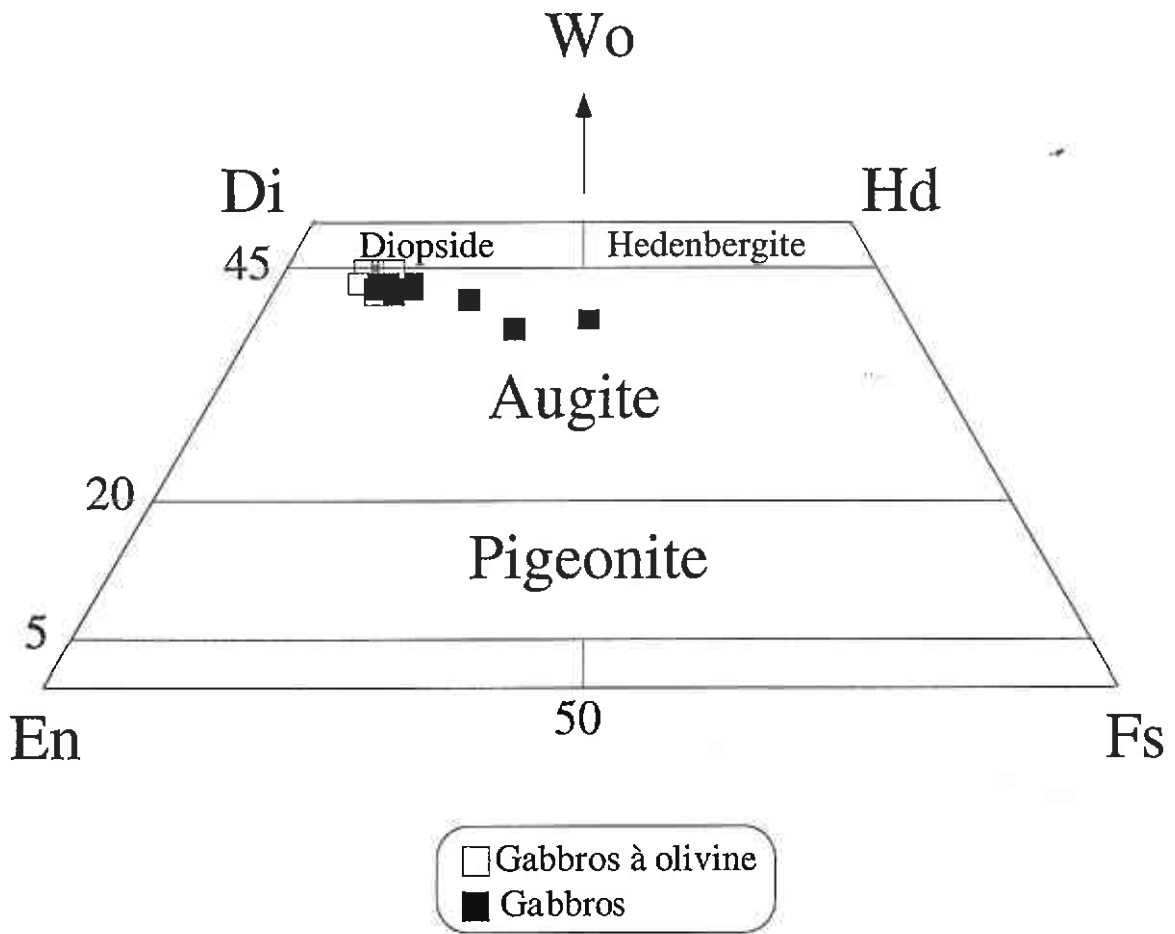 Wo
Di
Hd
Diopside
Hedenbergite
45
Augite
20
Pigeonite
5
50
En
Fs
Gabbros à olivine
Gabbros